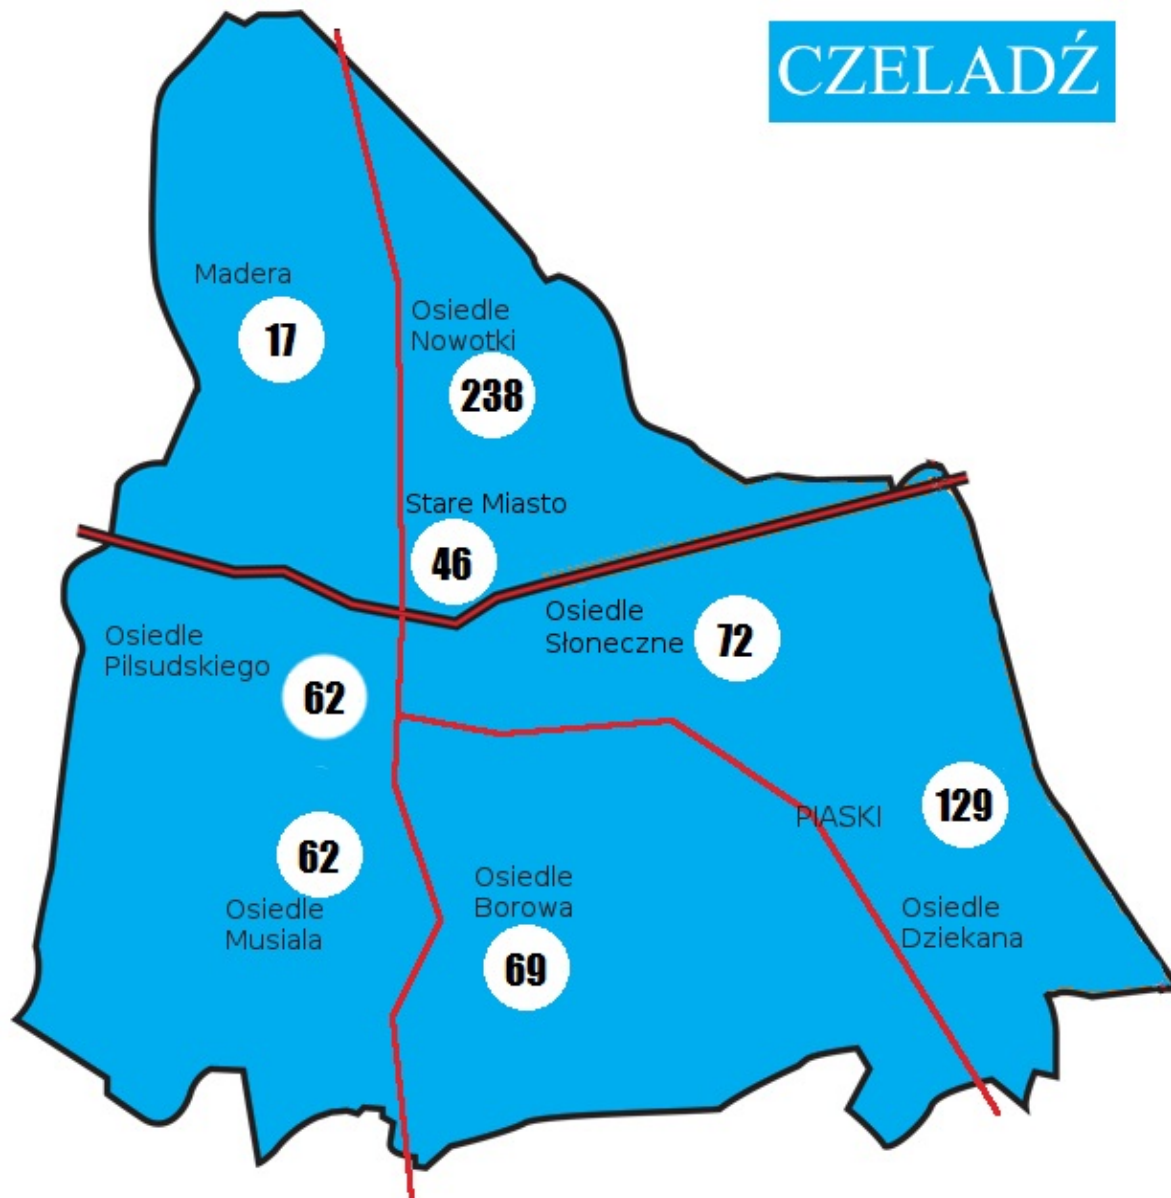 CZELADŹ
Madera
17
Osiedle
Nowotki
238
Stare Miasto
46
Osiedle
Słoneczne
72
Osiedle
Pilsudskiego
62
PIASKI
129
62
Osiedle
Musiala
Osiedle
Borowa
69
Osiedle
Dziekana